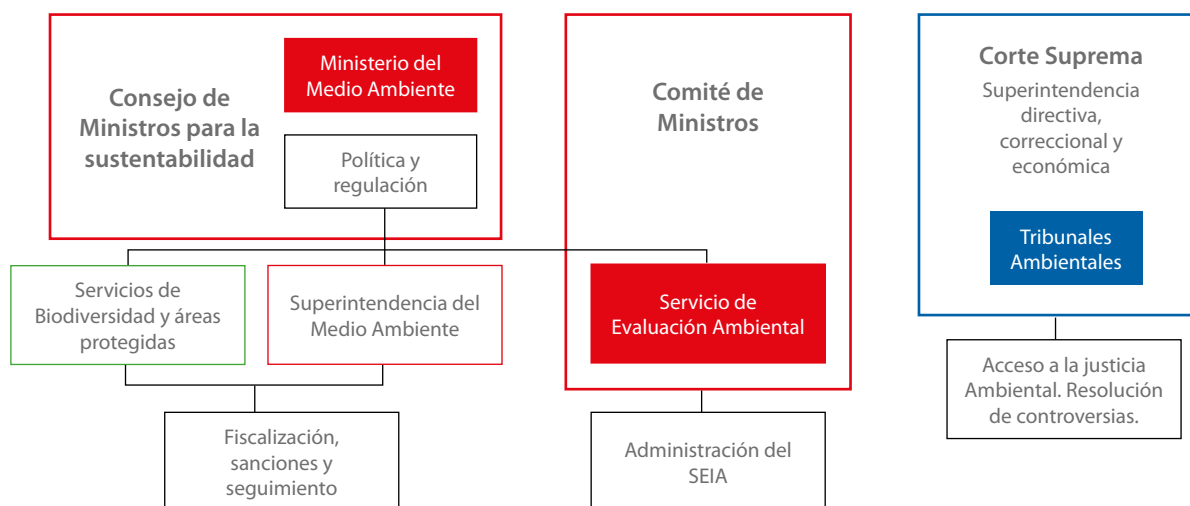 Consejo de
Ministros para la
sustentabilidad
Ministerio del
Medio Ambiente
Política y
regulación
Comité de
Ministros
Corte Suprema
Superintendencia
directiva,
correccional y
económica
Tribunales
Ambientales
Servicios de
Biodiversidad y áreas
protegidas
Superintendencia del
Medio Ambiente
Servicio de
Evaluación Ambiental
Acceso a la justicia
Ambiental. Resolución
de controversias.
Fiscalización,
sanciones y
seguimiento
Administración del
SEIA